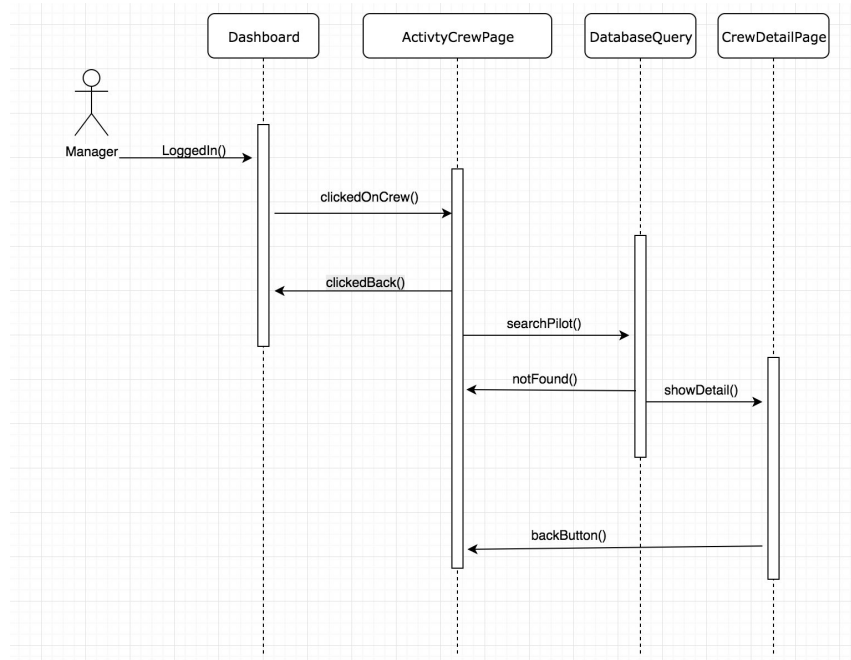 Dashboard
ActivtyCrewPage
DatabaseQuery
CrewDetailPage
Manager
LoggedIn()
clickedOnCrew()
clickedBack()
searchPilot()
notFound()
showDetail()
backButton()